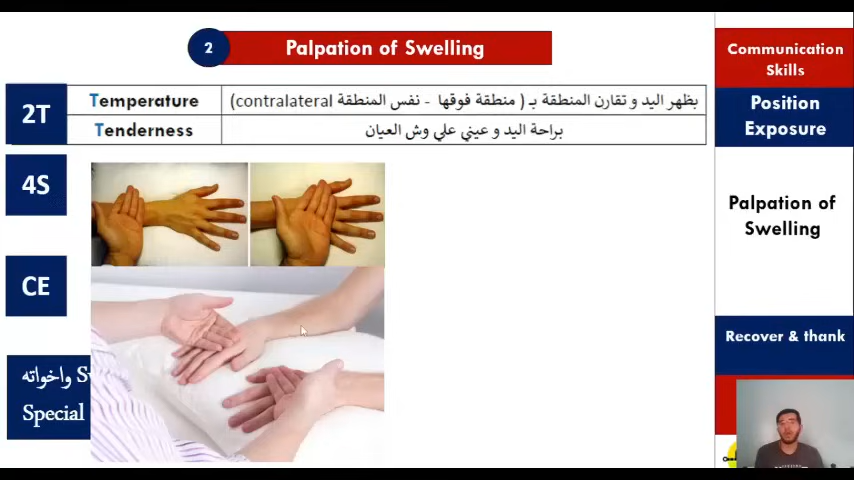 2 Palpation of Swelling
2T
Temperature
بظهر اليد و تقارن المنطقة بـ ( منطقة فوقها - نفس المنطقة contralateral)
Tenderness
براحة اليد و عيني علي وش العيان
4S
CE
واخواته
Special
Communication
Skills
Position
Exposure
Palpation of
Swelling
Recover & thank